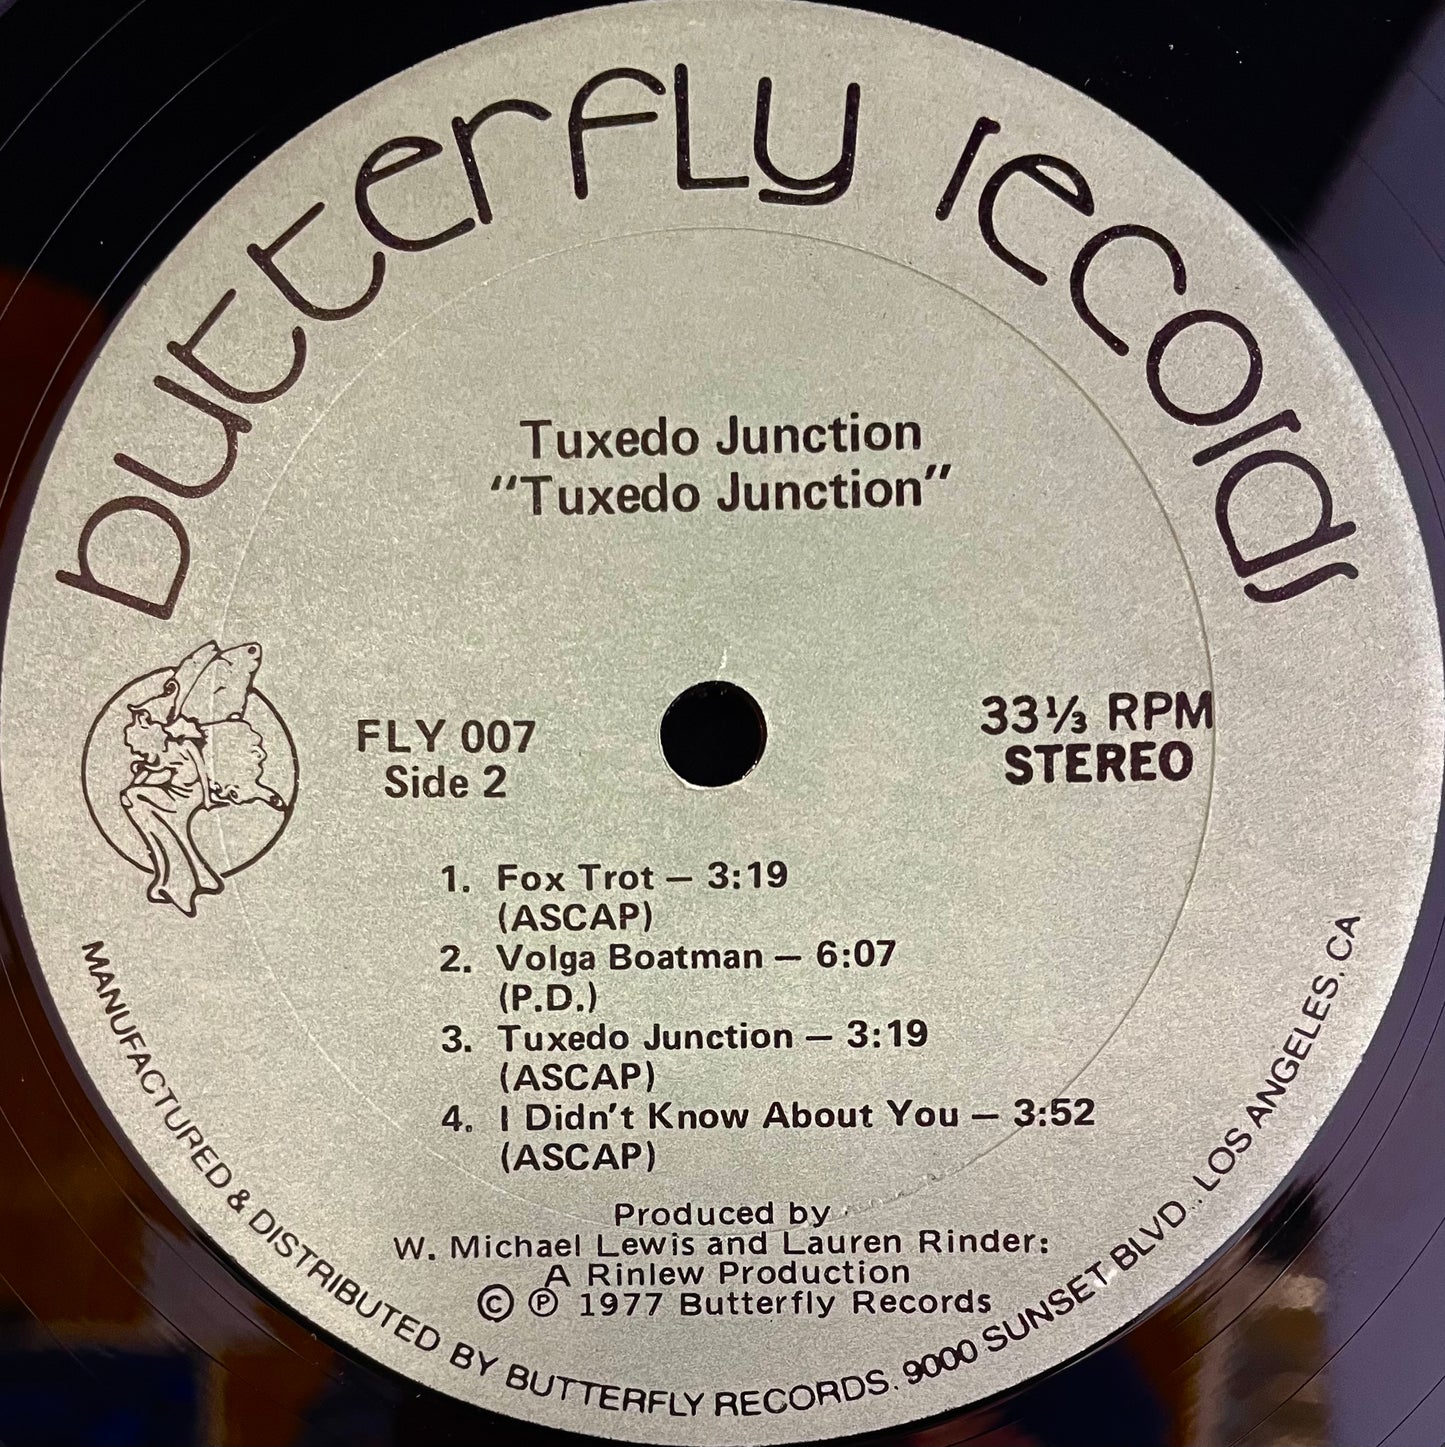 butterfly records
Tuxedo Junction
"Tuxedo Junction"
FLY 007
Side 2
33⅓ RPM
STEREO
1. Fox Trot — 3:19
(ASCAP)
2. Volga Boatman — 6:07
(P.D.)
3. Tuxedo Junction — 3:19
(ASCAP)
4. I Didn't Know About You — 3:52
(ASCAP)
Produced by
W. Michael Lewis and Lauren Rinder:
A Rinlew Production
© ℗ 1977 Butterfly Records
MANUFACTURED & DISTRIBUTED BY BUTTERFLY RECORDS. 9000 SUNSET BLVD., LOS ANGELES, CA